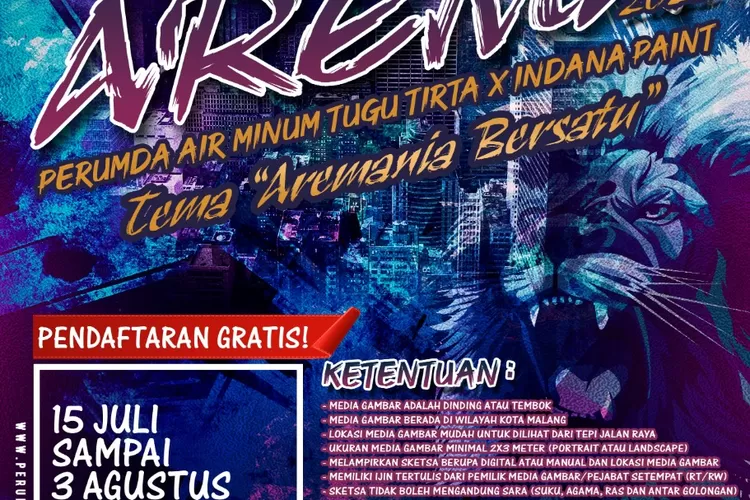 PERUMDA AIR MINUM TUGU TIRTA X INDANA PAINT
Tema "Aremania Bersatu"
PENDAFTARAN GRATIS!
15 JULI
SAMPAI
3 AGUSTUS
KETENTUAN :
- MEDIA GAMBAR ADALAH DINDING ATAU TEMBOK
- MEDIA GAMBAR BERADA DI WILAYAH KOTA MALANG
- LOKASI MEDIA GAMBAR MUDAH UNTUK DILIHAT DARI TEPI JALAN RAYA
- UKURAN MEDIA GAMBAR MINIMAL 2X3 METER (PORTRAIT ATAU LANDSCAPE)
- MELAMPIRKAN SKETSA BERUPA DIGITAL ATAU MANUAL DAN LOKASI MEDIA GAMBAR
- MEMILIKI IJIN TERTULIS DARI PEMILIK MEDIA GAMBAR/PEJABAT SETEMPAT (RT/RW)
- SKETSA TIDAK BOLEH MENGANDUNG SARA (SUKU, AGAMA, RAS DAN ANTAR GOLONGAN)
WWW.PERU